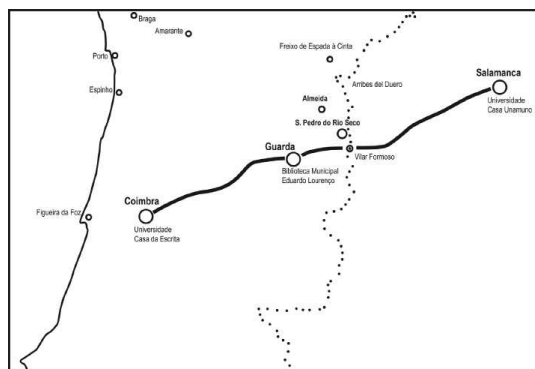 Braga
Amarante
Porto
Espinho
Freixo de Espada à Cinta
Arribes del Duero
Salamanca
Universidade
Casa Unamuno
Almeida
S. Pedro do Rio Seco
Vilar Formoso
Guarda
Biblioteca Municipal
Eduardo Lourenço
Coimbra
Universidade
Casa da Escrita
Figueira da Foz